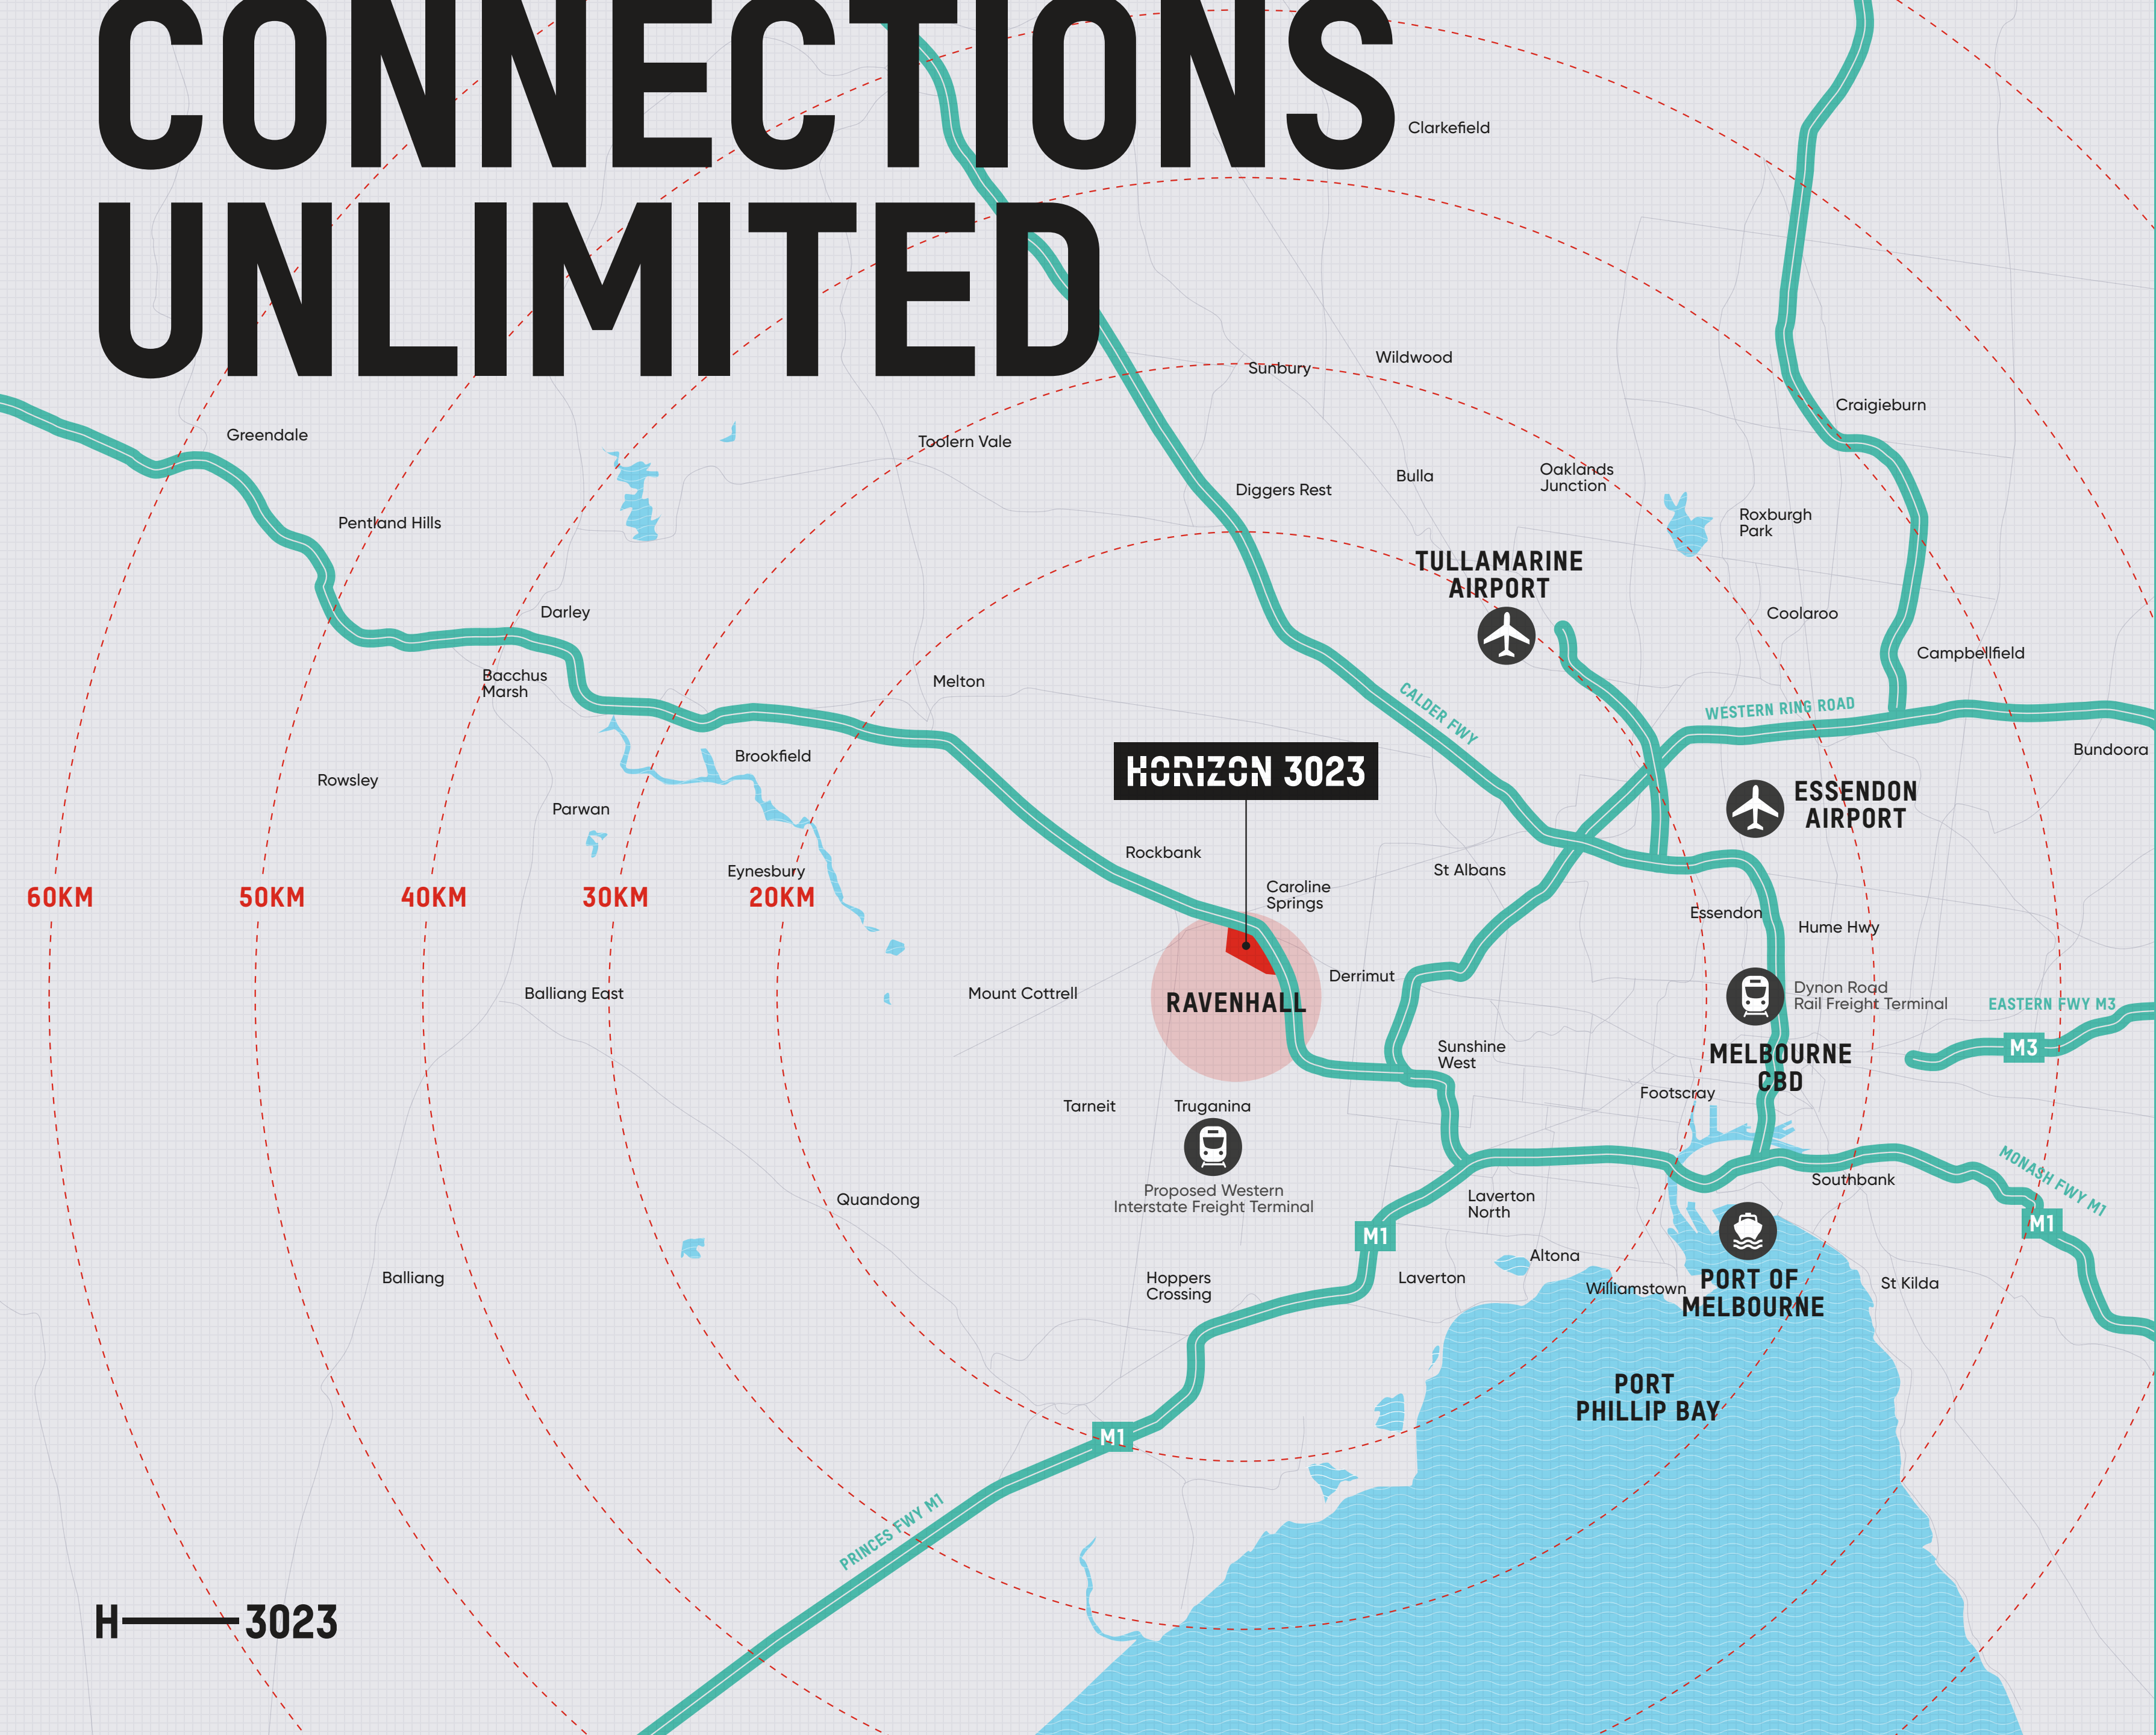 CONNECTIONS
UNLIMITED
Clarkefield
Sunbury
Wildwood
Craigieburn
Greendale
Toolern Vale
Diggers Rest
Bulla
Oaklands
Junction
Roxburgh
Park
Pentland Hills
TULLAMARINE
AIRPORT
Darley
Coolaroo
Bacchus
Marsh
Melton
Campbellfield
CALDER FWY
WESTERN RING ROAD
Bundoora
Rowsley
Brookfield
HORIZON 3023
ESSENDON
AIRPORT
Parwan
Rockbank
St Albans
Eynesbury
Caroline
Springs
60KM
50KM
40KM
30KM
20KM
Essendon
Hume Hwy
Balliang East
Mount Cottrell
RAVENHALL
Derrimut
Dynon Road
Rail Freight Terminal
EASTERN FWY M3
M3
Sunshine
West
MELBOURNE
CBD
Footscray
Tarneit
Truganina
Proposed Western
Interstate Freight Terminal
Quandong
Laverton
North
Southbank
MONASH FWY M1
M1
M1
Balliang
Hoppers
Crossing
Laverton
Altona
Williamstown
PORT OF
MELBOURNE
St Kilda
PORT
PHILLIP BAY
M1
PRINCES FWY M1
H 3023